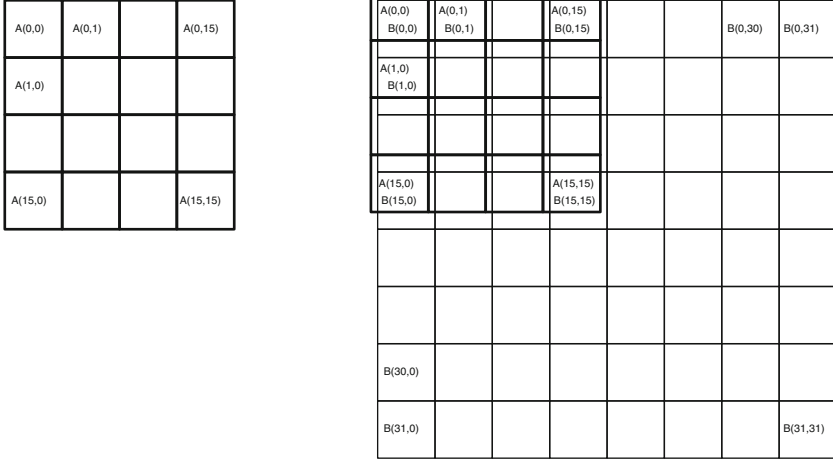 A(0,0) A(0,1) A(0,15)
A(1,0)
A(15,0) A(15,15)
A(0,0) A(0,1) A(0,15)
B(0,0) B(0,1) B(0,15) B(0,30) B(0,31)
A(1,0)
B(1,0)
A(15,0) A(15,15)
B(15,0) B(15,15)
B(30,0)
B(31,0) B(31,31)